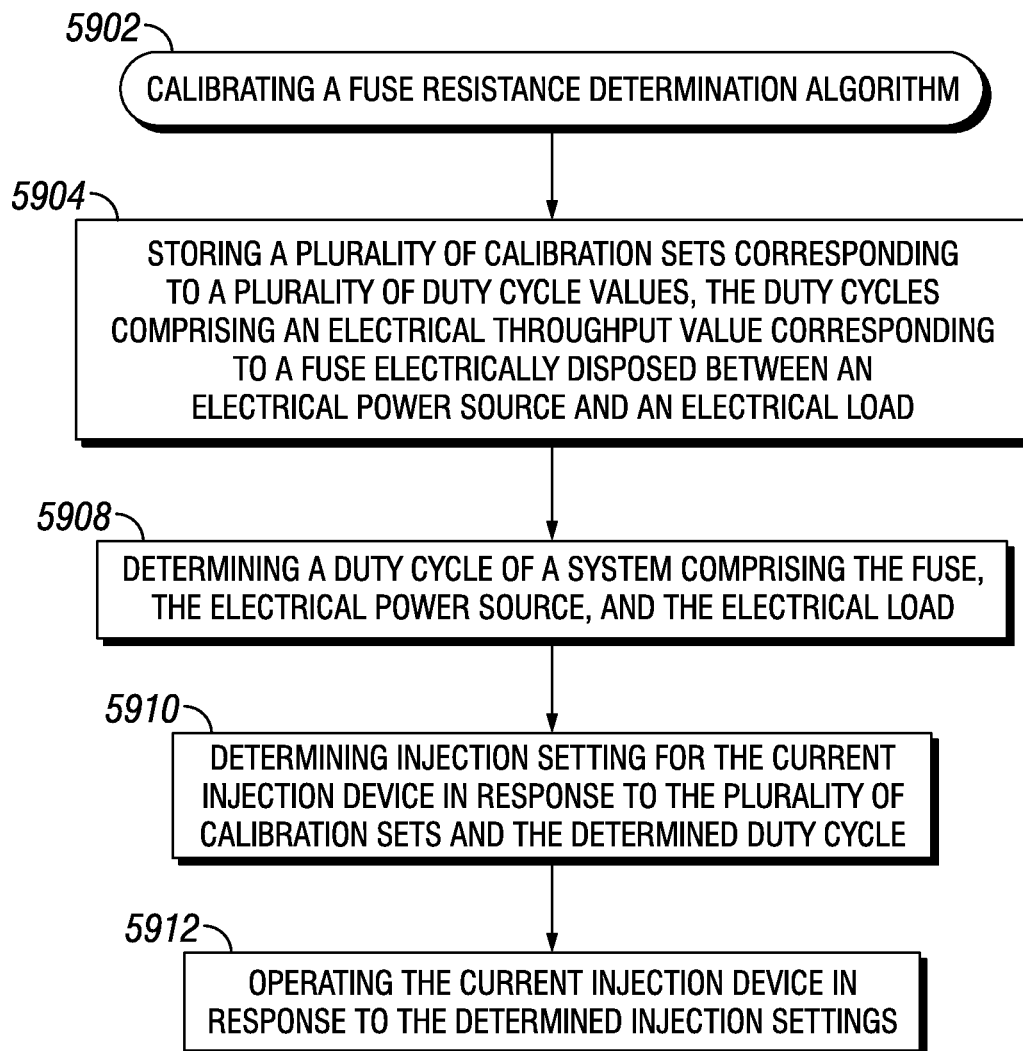 5902
CALIBRATING A FUSE RESISTANCE DETERMINATION ALGORITHM
5904
STORING A PLURALITY OF CALIBRATION SETS CORRESPONDING
TO A PLURALITY OF DUTY CYCLE VALUES, THE DUTY CYCLES
COMPRISING AN ELECTRICAL THROUGHPUT VALUE CORRESPONDING
TO A FUSE ELECTRICALLY DISPOSED BETWEEN AN
ELECTRICAL POWER SOURCE AND AN ELECTRICAL LOAD
5908
DETERMINING A DUTY CYCLE OF A SYSTEM COMPRISING THE FUSE,
THE ELECTRICAL POWER SOURCE, AND THE ELECTRICAL LOAD
5910
DETERMINING INJECTION SETTING FOR THE CURRENT
INJECTION DEVICE IN RESPONSE TO THE PLURALITY OF
CALIBRATION SETS AND THE DETERMINED DUTY CYCLE
5912
OPERATING THE CURRENT INJECTION DEVICE IN
RESPONSE TO THE DETERMINED INJECTION SETTINGS